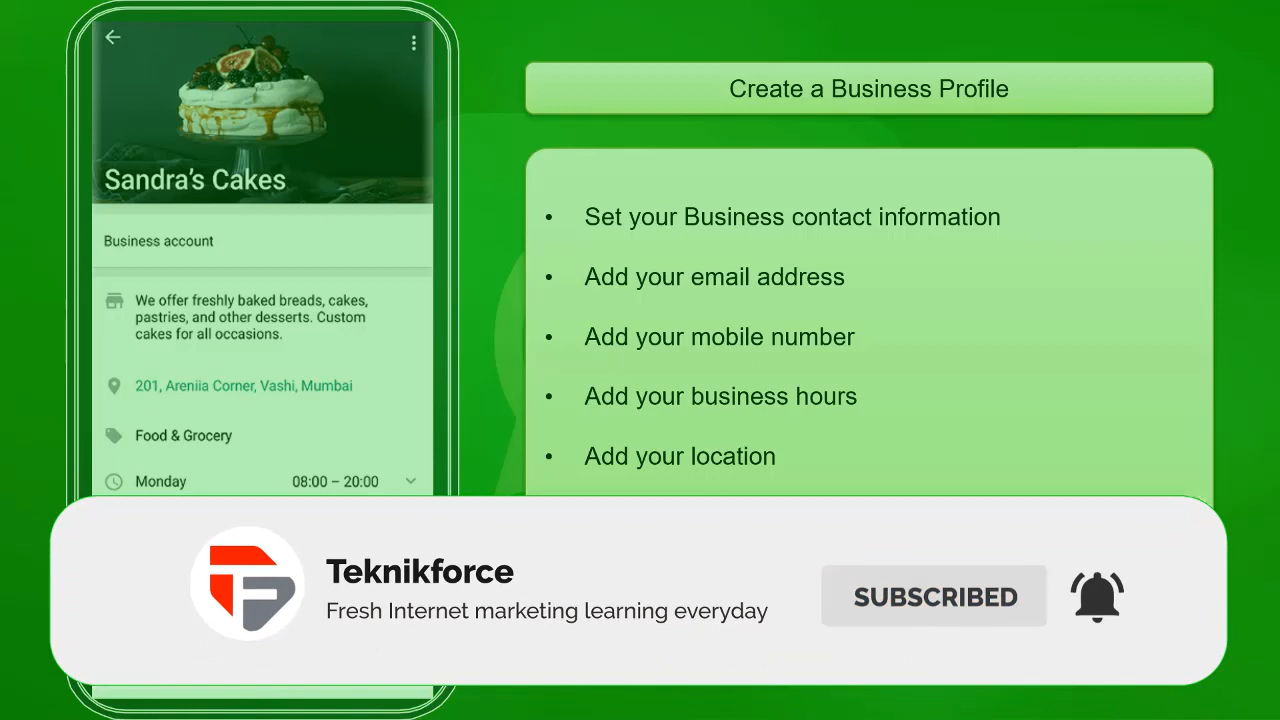 Sandra's Cakes
Business account
We offer freshly baked breads, cakes,
pastries, and other desserts. Custom
cakes for all occasions.
201, Areniia Corner, Vashi, Mumbai
Food & Grocery
Monday 08:00 – 20:00
Create a Business Profile
• Set your Business contact information
• Add your email address
• Add your mobile number
• Add your business hours
• Add your location
Teknikforce
Fresh Internet marketing learning everyday
SUBSCRIBED